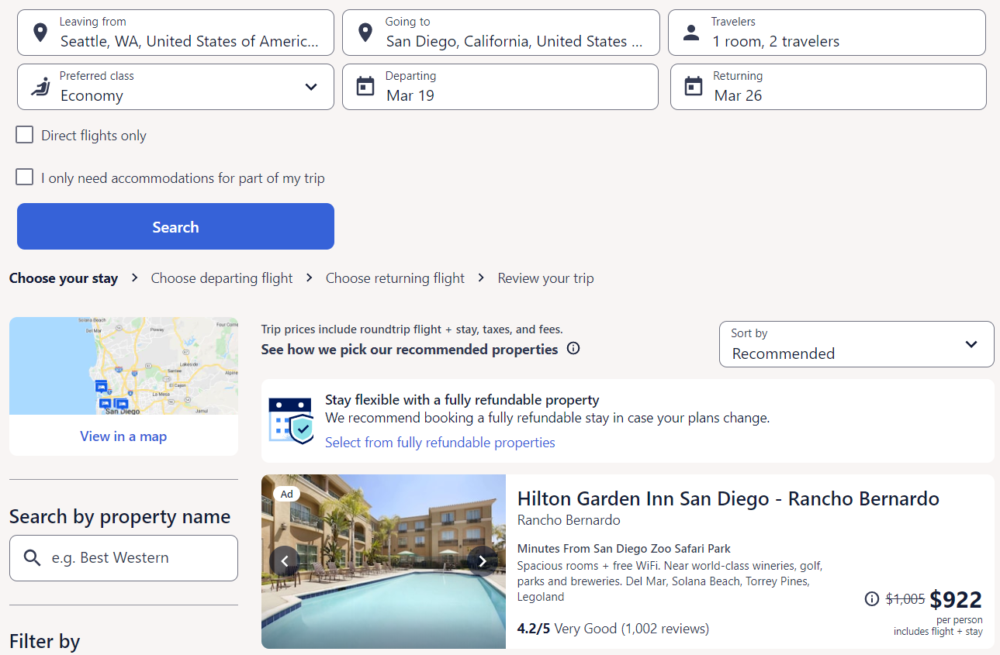 Leaving from
Seattle, WA, United States of Americ...
Going to
San Diego, California, United States ...
Travelers
1 room, 2 travelers
Preferred class
Economy
Departing
Mar 19
Returning
Mar 26
Direct flights only
I only need accommodations for part of my trip
Search
Choose your stay
Choose departing flight
Choose returning flight
Review your trip
Solana Beach
Del Mar
Poway
Four Corne
Lakeside
Santee
Alpine
El Cajon
La Mesa
San Diego
Jamul
View in a map
Search by property name
e.g. Best Western
Filter by
Trip prices include roundtrip flight + stay, taxes, and fees.
See how we pick our recommended properties
Sort by
Recommended
Stay flexible with a fully refundable property
We recommend booking a fully refundable stay in case your plans change.
Select from fully refundable properties
Ad
Hilton Garden Inn San Diego - Rancho Bernardo
Rancho Bernardo
Minutes From San Diego Zoo Safari Park
Spacious rooms + free WiFi. Near world-class wineries, golf,
parks and breweries. Del Mar, Solana Beach, Torrey Pines,
Legoland
4.2/5 Very Good (1,002 reviews)
$1,005 $922
per person
includes flight + stay